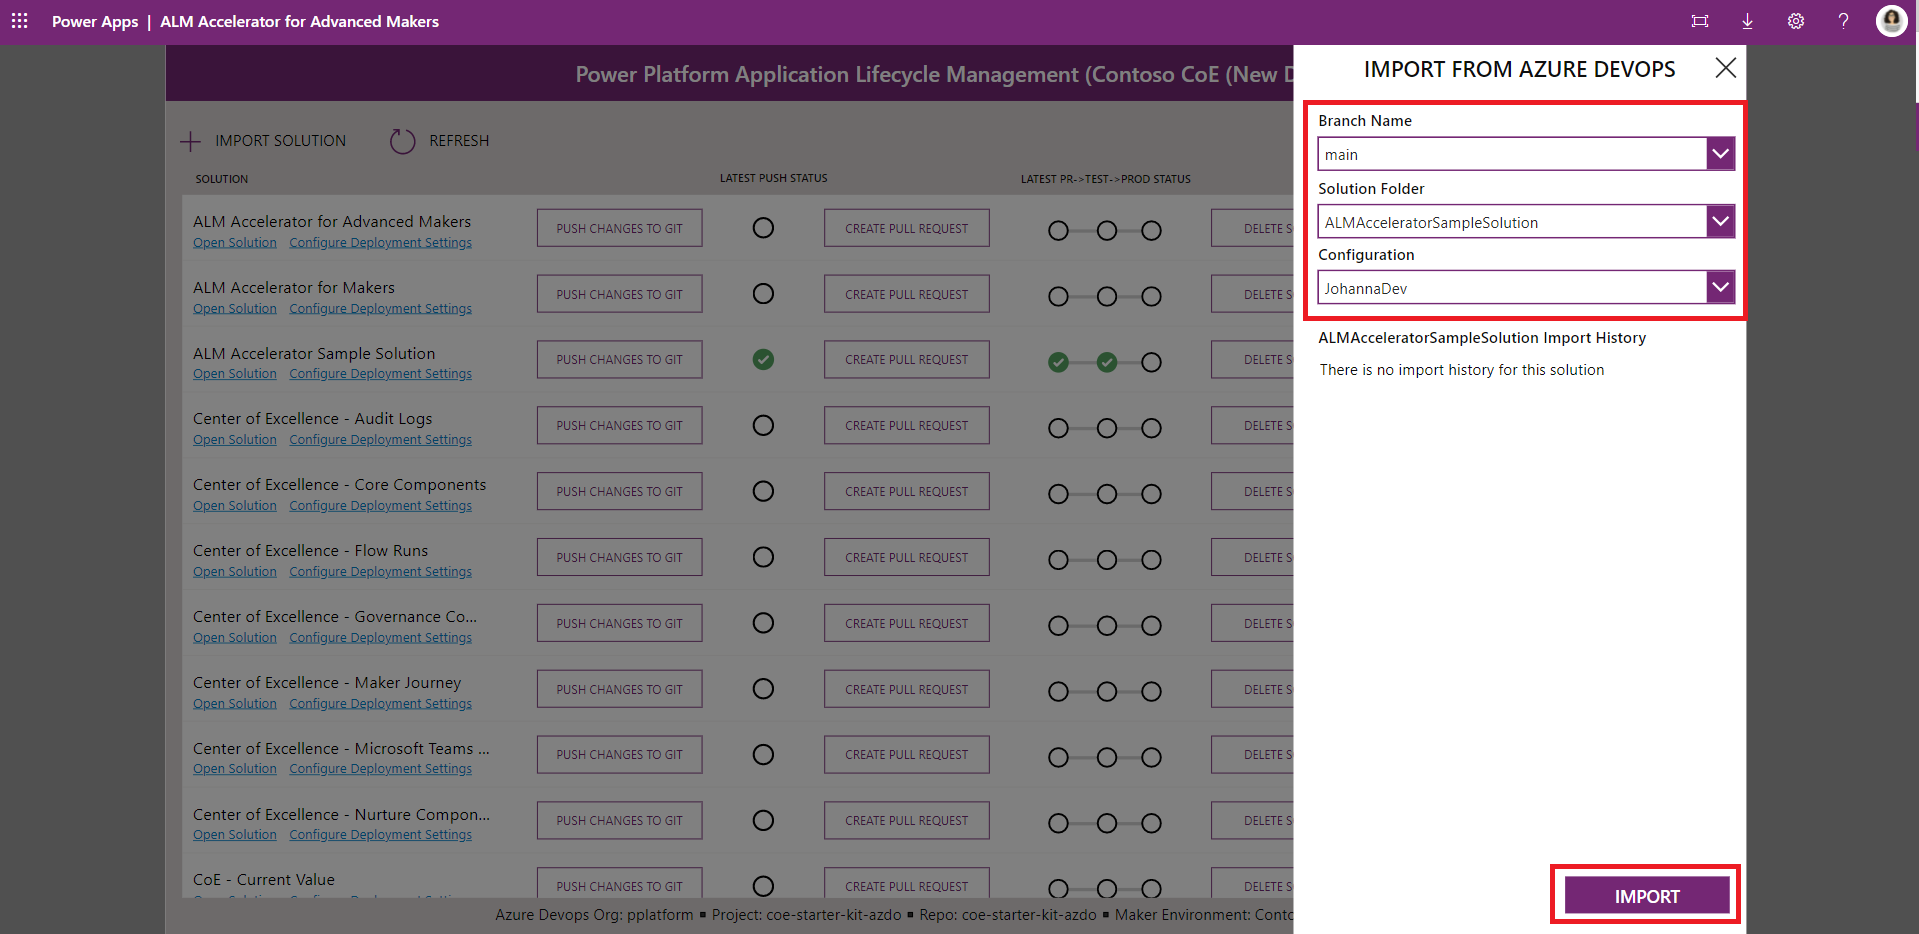 Power Apps | ALM Accelerator for Advanced Makers
Power Platform Application Lifecycle Management (Contoso CoE (New D
IMPORT SOLUTION REFRESH
SOLUTION LATEST PUSH STATUS LATEST PR->TEST->PROD STATUS
ALM Accelerator for Advanced Makers
Open Solution Configure Deployment Settings
PUSH CHANGES TO GIT CREATE PULL REQUEST DELETE S
ALM Accelerator for Makers
Open Solution Configure Deployment Settings
PUSH CHANGES TO GIT CREATE PULL REQUEST DELETE S
ALM Accelerator Sample Solution
Open Solution Configure Deployment Settings
PUSH CHANGES TO GIT CREATE PULL REQUEST DELETE S
Center of Excellence - Audit Logs
Open Solution Configure Deployment Settings
PUSH CHANGES TO GIT CREATE PULL REQUEST DELETE S
Center of Excellence - Core Components
Open Solution Configure Deployment Settings
PUSH CHANGES TO GIT CREATE PULL REQUEST DELETE S
Center of Excellence - Flow Runs
Open Solution Configure Deployment Settings
PUSH CHANGES TO GIT CREATE PULL REQUEST DELETE S
Center of Excellence - Governance Co...
Open Solution Configure Deployment Settings
PUSH CHANGES TO GIT CREATE PULL REQUEST DELETE S
Center of Excellence - Maker Journey
Open Solution Configure Deployment Settings
PUSH CHANGES TO GIT CREATE PULL REQUEST DELETE S
Center of Excellence - Microsoft Teams ...
Open Solution Configure Deployment Settings
PUSH CHANGES TO GIT CREATE PULL REQUEST DELETE S
Center of Excellence - Nurture Compon...
Open Solution Configure Deployment Settings
PUSH CHANGES TO GIT CREATE PULL REQUEST DELETE S
CoE - Current Value
PUSH CHANGES TO GIT CREATE PULL REQUEST DELETE S
Azure Devops Org: pplatform ▪ Project: coe-starter-kit-azdo ▪ Repo: coe-starter-kit-azdo ▪ Maker Environment: Conto
IMPORT FROM AZURE DEVOPS
Branch Name
main
Solution Folder
ALMAcceleratorSampleSolution
Configuration
JohannaDev
ALMAcceleratorSampleSolution Import History
There is no import history for this solution
IMPORT